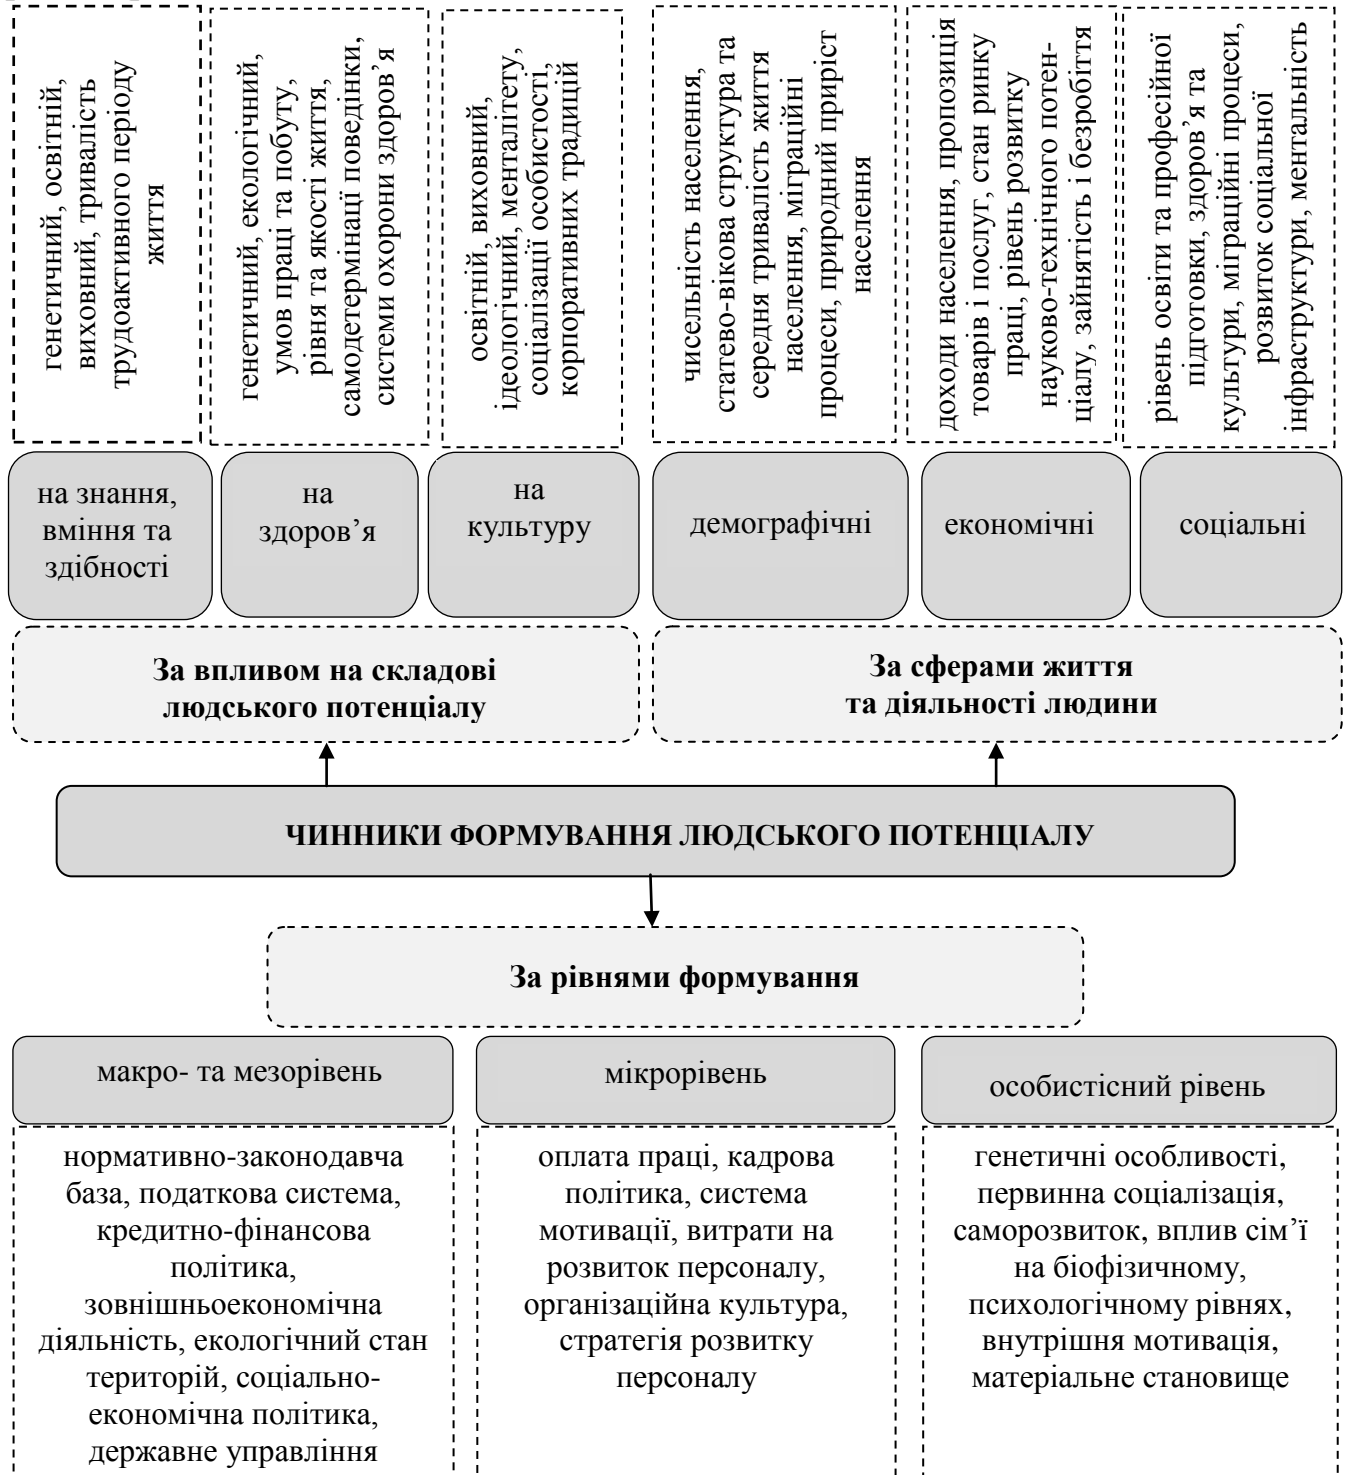 генетичний, освітній,
виховний, тривалість
трудоактивного періоду
життя
генетичний, екологічний,
умов праці та побуту,
рівня та якості життя,
самодетермінації поведінки,
системи охорони здоров’я
освітній, виховний,
ідеологічний, менталітету,
соціалізації особистості,
корпоративних традицій
чисельність населення,
статево-вікова структура та
середня тривалість життя
населення, міграційні
процеси, природний приріст
населення
доходи населення, пропозиція
товарів і послуг, стан ринку
праці, рівень розвитку
науково-технічного потен-
ціалу, зайнятість і безробіття
рівень освіти та професійної
підготовки, здоров’я та
культури, міграційні процеси,
розвиток соціальної
інфраструктури, ментальність
на знання,
вміння та
здібності
на
здоров’я
на
культуру
демографічні
економічні
соціальні
За впливом на складові
людського потенціалу
За сферами життя
та діяльності людини
ЧИННИКИ ФОРМУВАННЯ ЛЮДСЬКОГО ПОТЕНЦІАЛУ
За рівнями формування
макро- та мезорівень
мікрорівень
особистісний рівень
нормативно-законодавча
база, податкова система,
кредитно-фінансова
політика,
зовнішньоекономічна
діяльність, екологічний стан
територій, соціально-
економічна політика,
державне управління
оплата праці, кадрова
політика, система
мотивації, витрати на
розвиток персоналу,
організаційна культура,
стратегія розвитку
персоналу
генетичні особливості,
первинна соціалізація,
саморозвиток, вплив сім’ї
на біофізичному,
психологічному рівнях,
внутрішня мотивація,
матеріальне становище